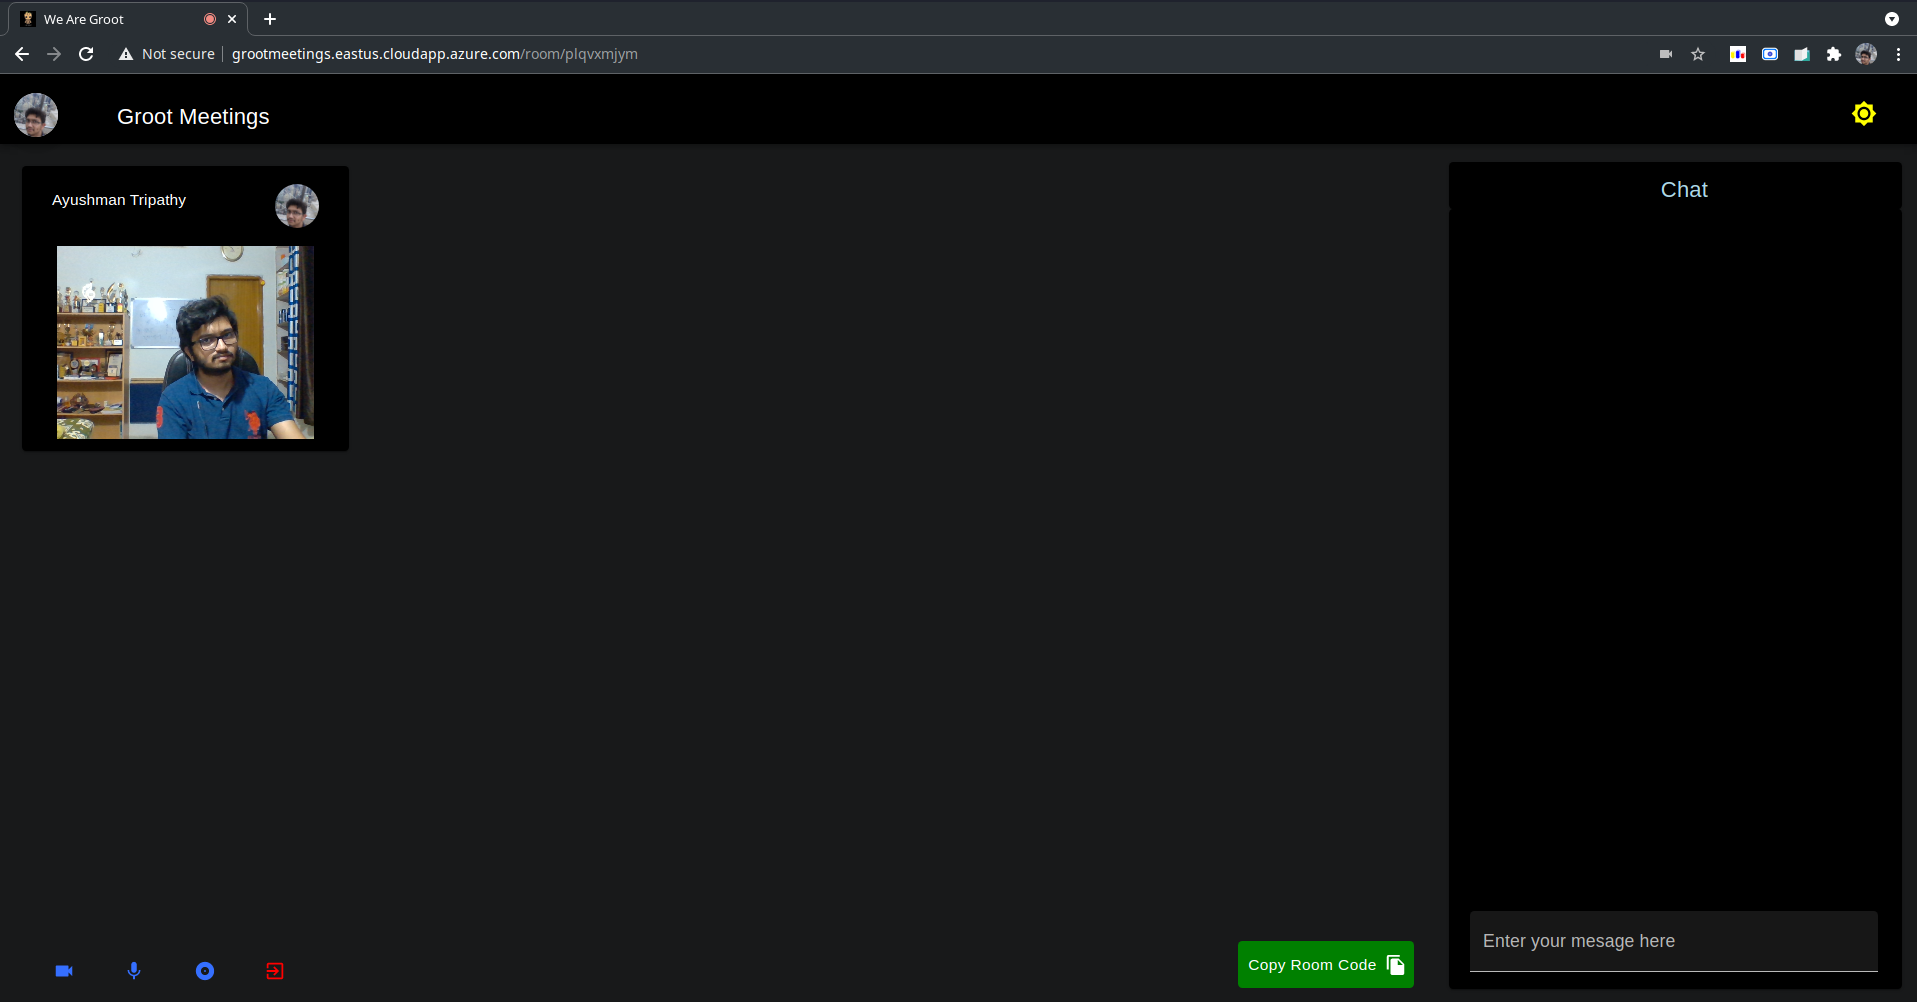 We Are Groot
Not secure
grootmeetings.eastus.cloudapp.azure.com/room/plqvxmjym
Groot Meetings
Ayushman Tripathy
Chat
Enter your mesage here
Copy Room Code